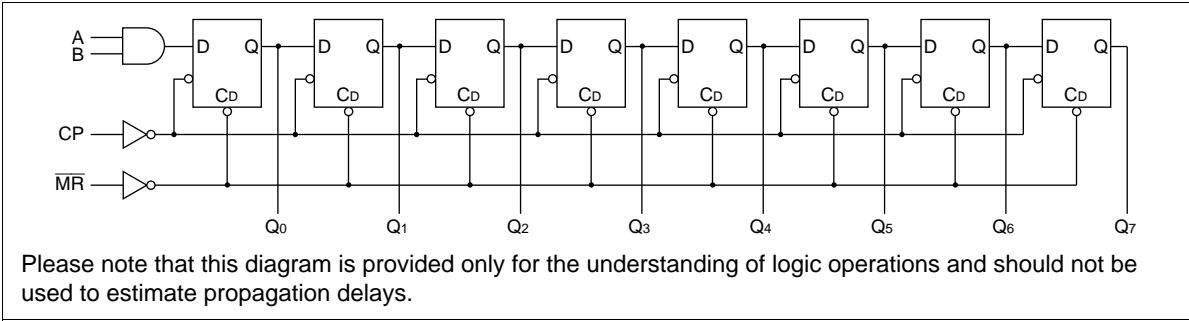 A
B
D Q D Q D Q D Q D Q D Q D Q D Q
CD CD CD CD CD CD CD CD
CP
MR
Q0 Q1 Q2 Q3 Q4 Q5 Q6 Q7
Please note that this diagram is provided only for the understanding of logic operations and should not be
used to estimate propagation delays.